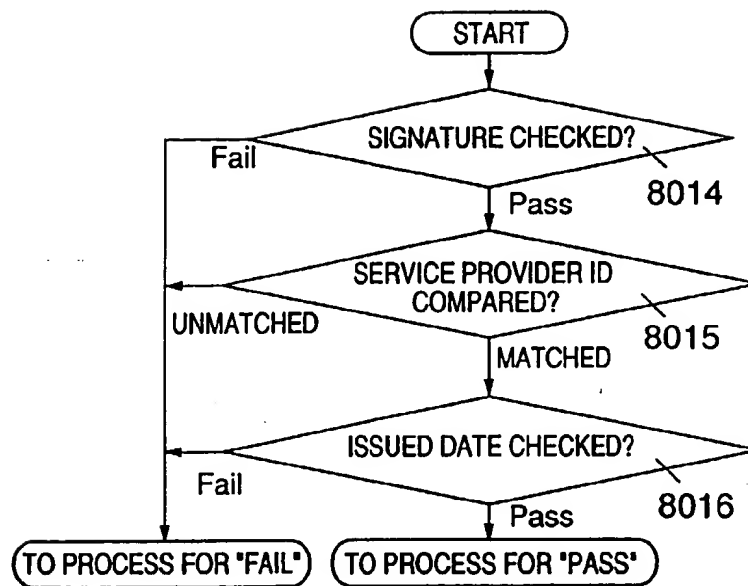 START
SIGNATURE CHECKED?
Fail
8014
Pass
SERVICE PROVIDER ID
COMPARED?
UNMATCHED
8015
MATCHED
ISSUED DATE CHECKED?
Fail
8016
Pass
TO PROCESS FOR "FAIL"
TO PROCESS FOR "PASS"